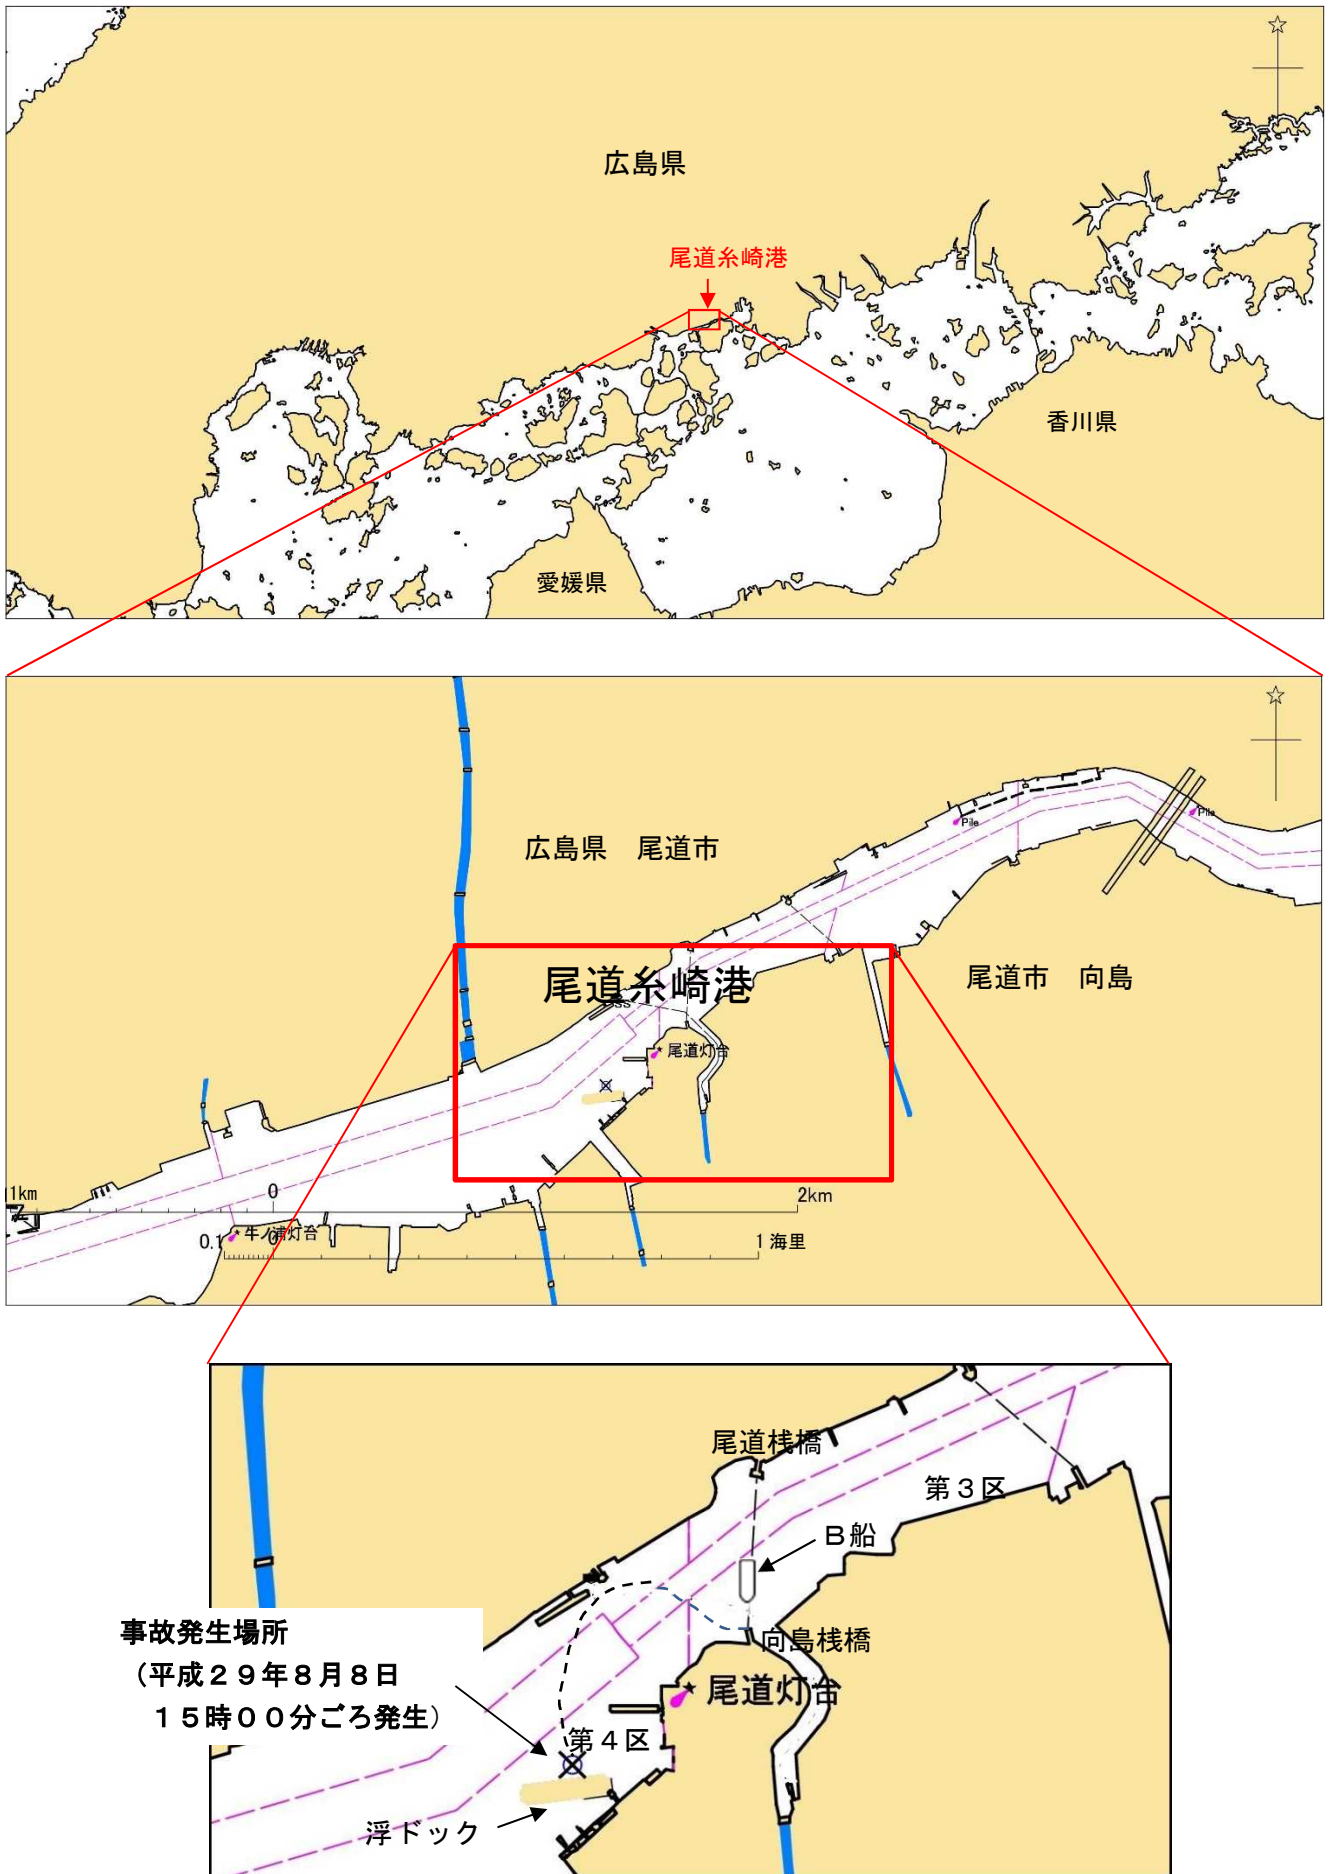 広島県
尾道糸崎港
香川県
愛媛県
Pile
Pile
広島県 尾道市
尾道糸崎港
SS
尾道市 向島
尾道灯台
1km
0
2km
牛ノ浦灯台
0.1
0
1海里
尾道桟橋
第3区
B船
事故発生場所
(平成29年8月8日
15時00分ごろ発生)
向島桟橋
尾道灯台
第4区
浮ドック